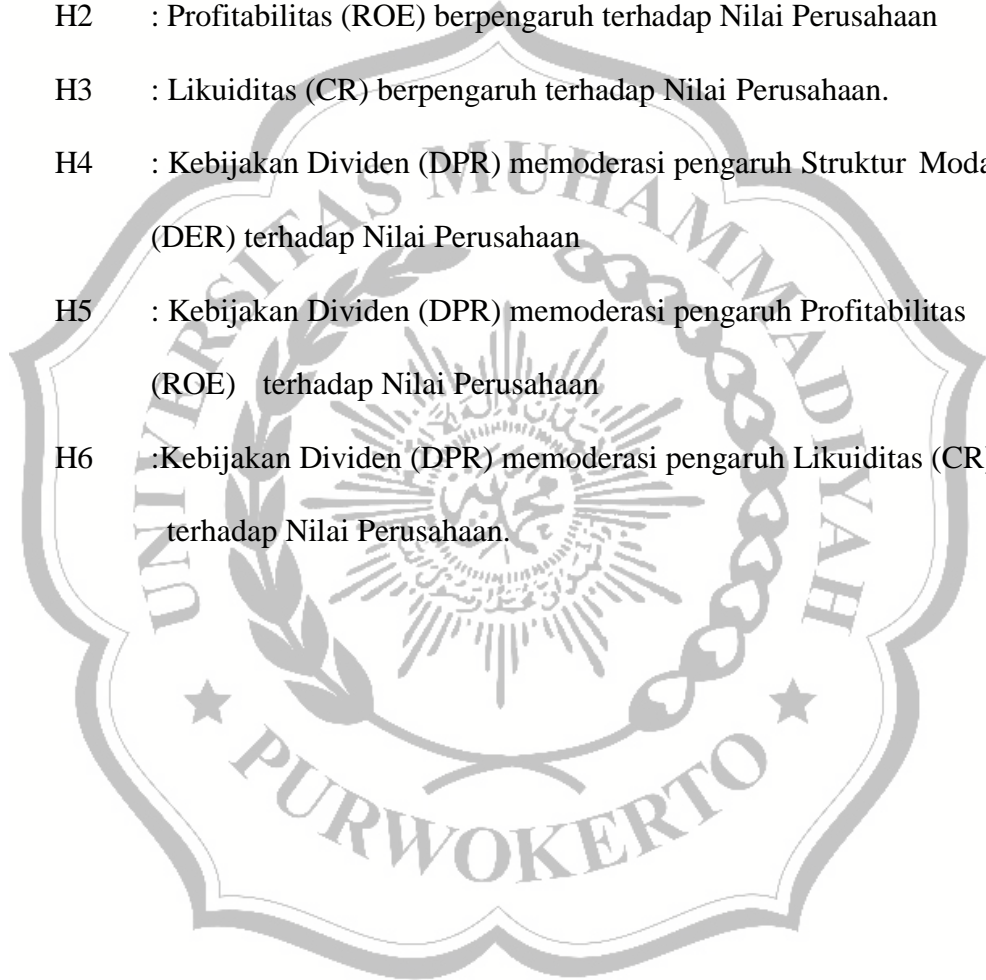 H2 : Profitabilitas (ROE) berpengaruh terhadap Nilai Perusahaan
H3 : Likuiditas (CR) berpengaruh terhadap Nilai Perusahaan.
H4 : Kebijakan Dividen (DPR) memoderasi pengaruh Struktur Moda
(DER) terhadap Nilai Perusahaan
H5 : Kebijakan Dividen (DPR) memoderasi pengaruh Profitabilitas
(ROE) terhadap Nilai Perusahaan
H6 :Kebijakan Dividen (DPR) memoderasi pengaruh Likuiditas (CR)
terhadap Nilai Perusahaan.
UNIVERSITAS MUHAMMADIYAH
★ PURWOKERTO ★